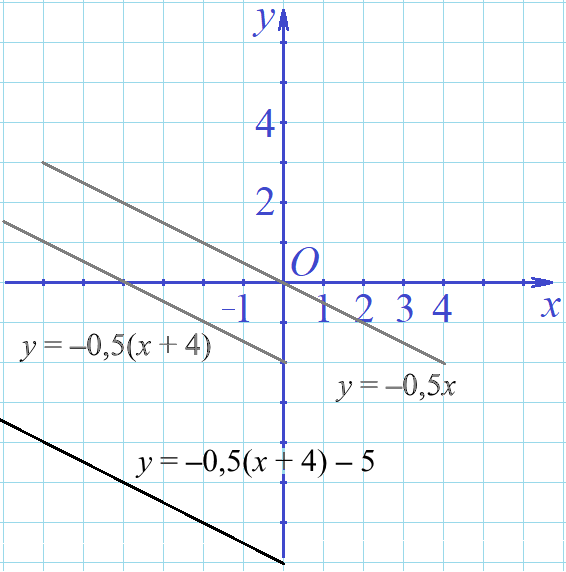 y
4
2
O
–1 1 2 3 4 x
y = –0,5(x + 4)
y = –0,5x
y = –0,5(x + 4) – 5